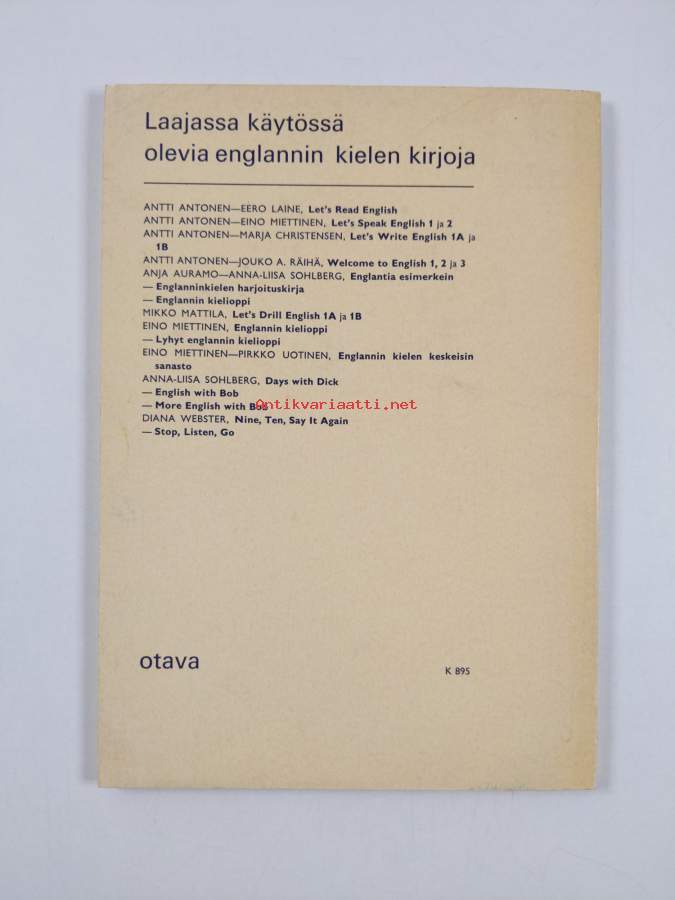 Laajassa käytössä
olevia englannin kielen kirjoja
ANTTI ANTONEN—EERO LAINE, Let's Read English
ANTTI ANTONEN—EINO MIETTINEN, Let's Speak English 1 ja 2
ANTTI ANTONEN—MARJA CHRISTENSEN, Let's Write English 1A ja
1B
ANTTI ANTONEN—JOUKO A. RÄIHÄ, Welcome to English 1, 2 ja 3
ANJA AURAMO—ANNA-LIISA SOHLBERG, Englantia esimerkein
— Englanninkielen harjoituskirja
— Englannin kielioppi
MIKKO MATTILA, Let's Drill English 1A ja 1B
EINO MIETTINEN, Englannin kielioppi
— Lyhyt englannin kielioppi
EINO MIETTINEN—PIRKKO UOTINEN, Englannin kielen keskeisin
sanasto
ANNA-LIISA SOHLBERG, Days with Dick
— English with Bob
— More English with Bob
Antikvariaatti.net
DIANA WEBSTER, Nine, Ten, Say It Again
— Stop, Listen, Go
otava
K 895